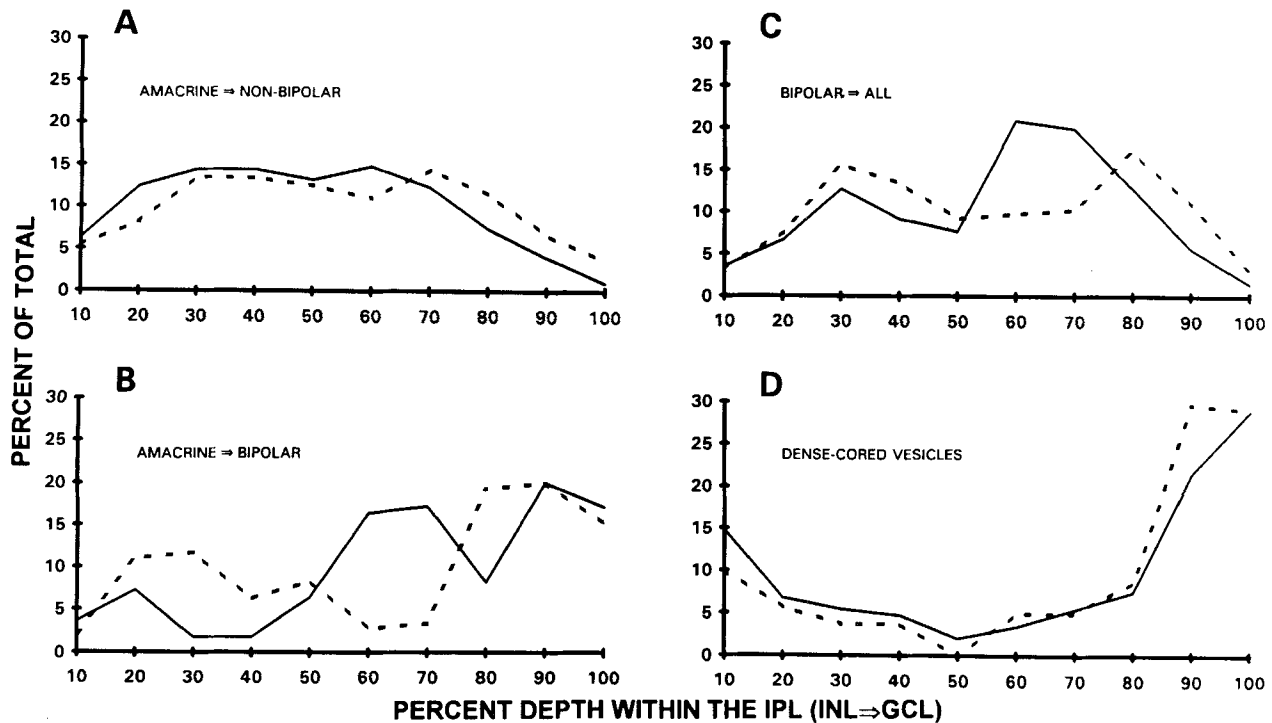 A
AMACRINE ⇒ NON-BIPOLAR
30
25
20
15
10
5
0
10 20 30 40 50 60 70 80 90 100
B
AMACRINE ⇒ BIPOLAR
30
25
20
15
10
5
0
10 20 30 40 50 60 70 80 90 100
C
BIPOLAR ⇒ ALL
30
25
20
15
10
5
0
10 20 30 40 50 60 70 80 90 100
D
DENSE-CORED VESICLES
30
25
20
15
10
5
0
10 20 30 40 50 60 70 80 90 100
PERCENT OF TOTAL
PERCENT DEPTH WITHIN THE IPL (INL⇒GCL)